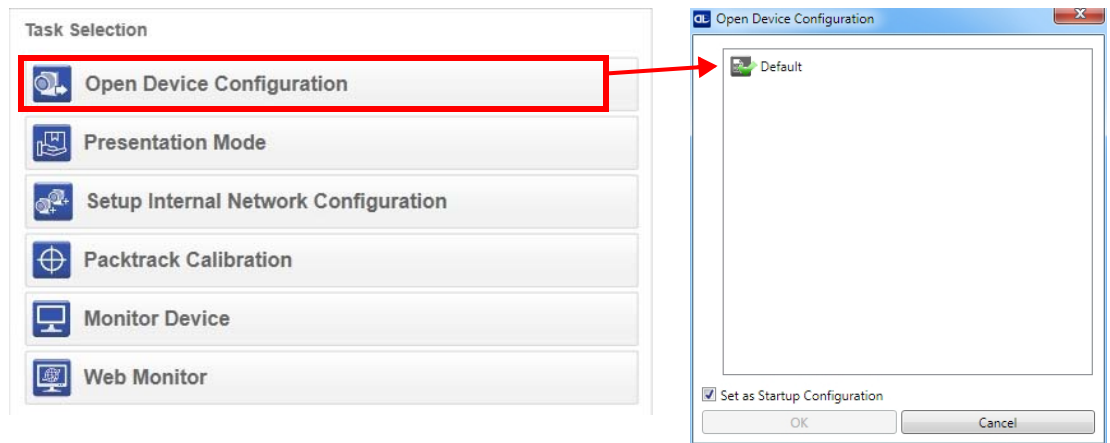 Task Selection
Open Device Configuration
Presentation Mode
Setup Internal Network Configuration
Packtrack Calibration
Monitor Device
Web Monitor
DL Open Device Configuration
X
Default
Set as Startup Configuration
OK
Cancel